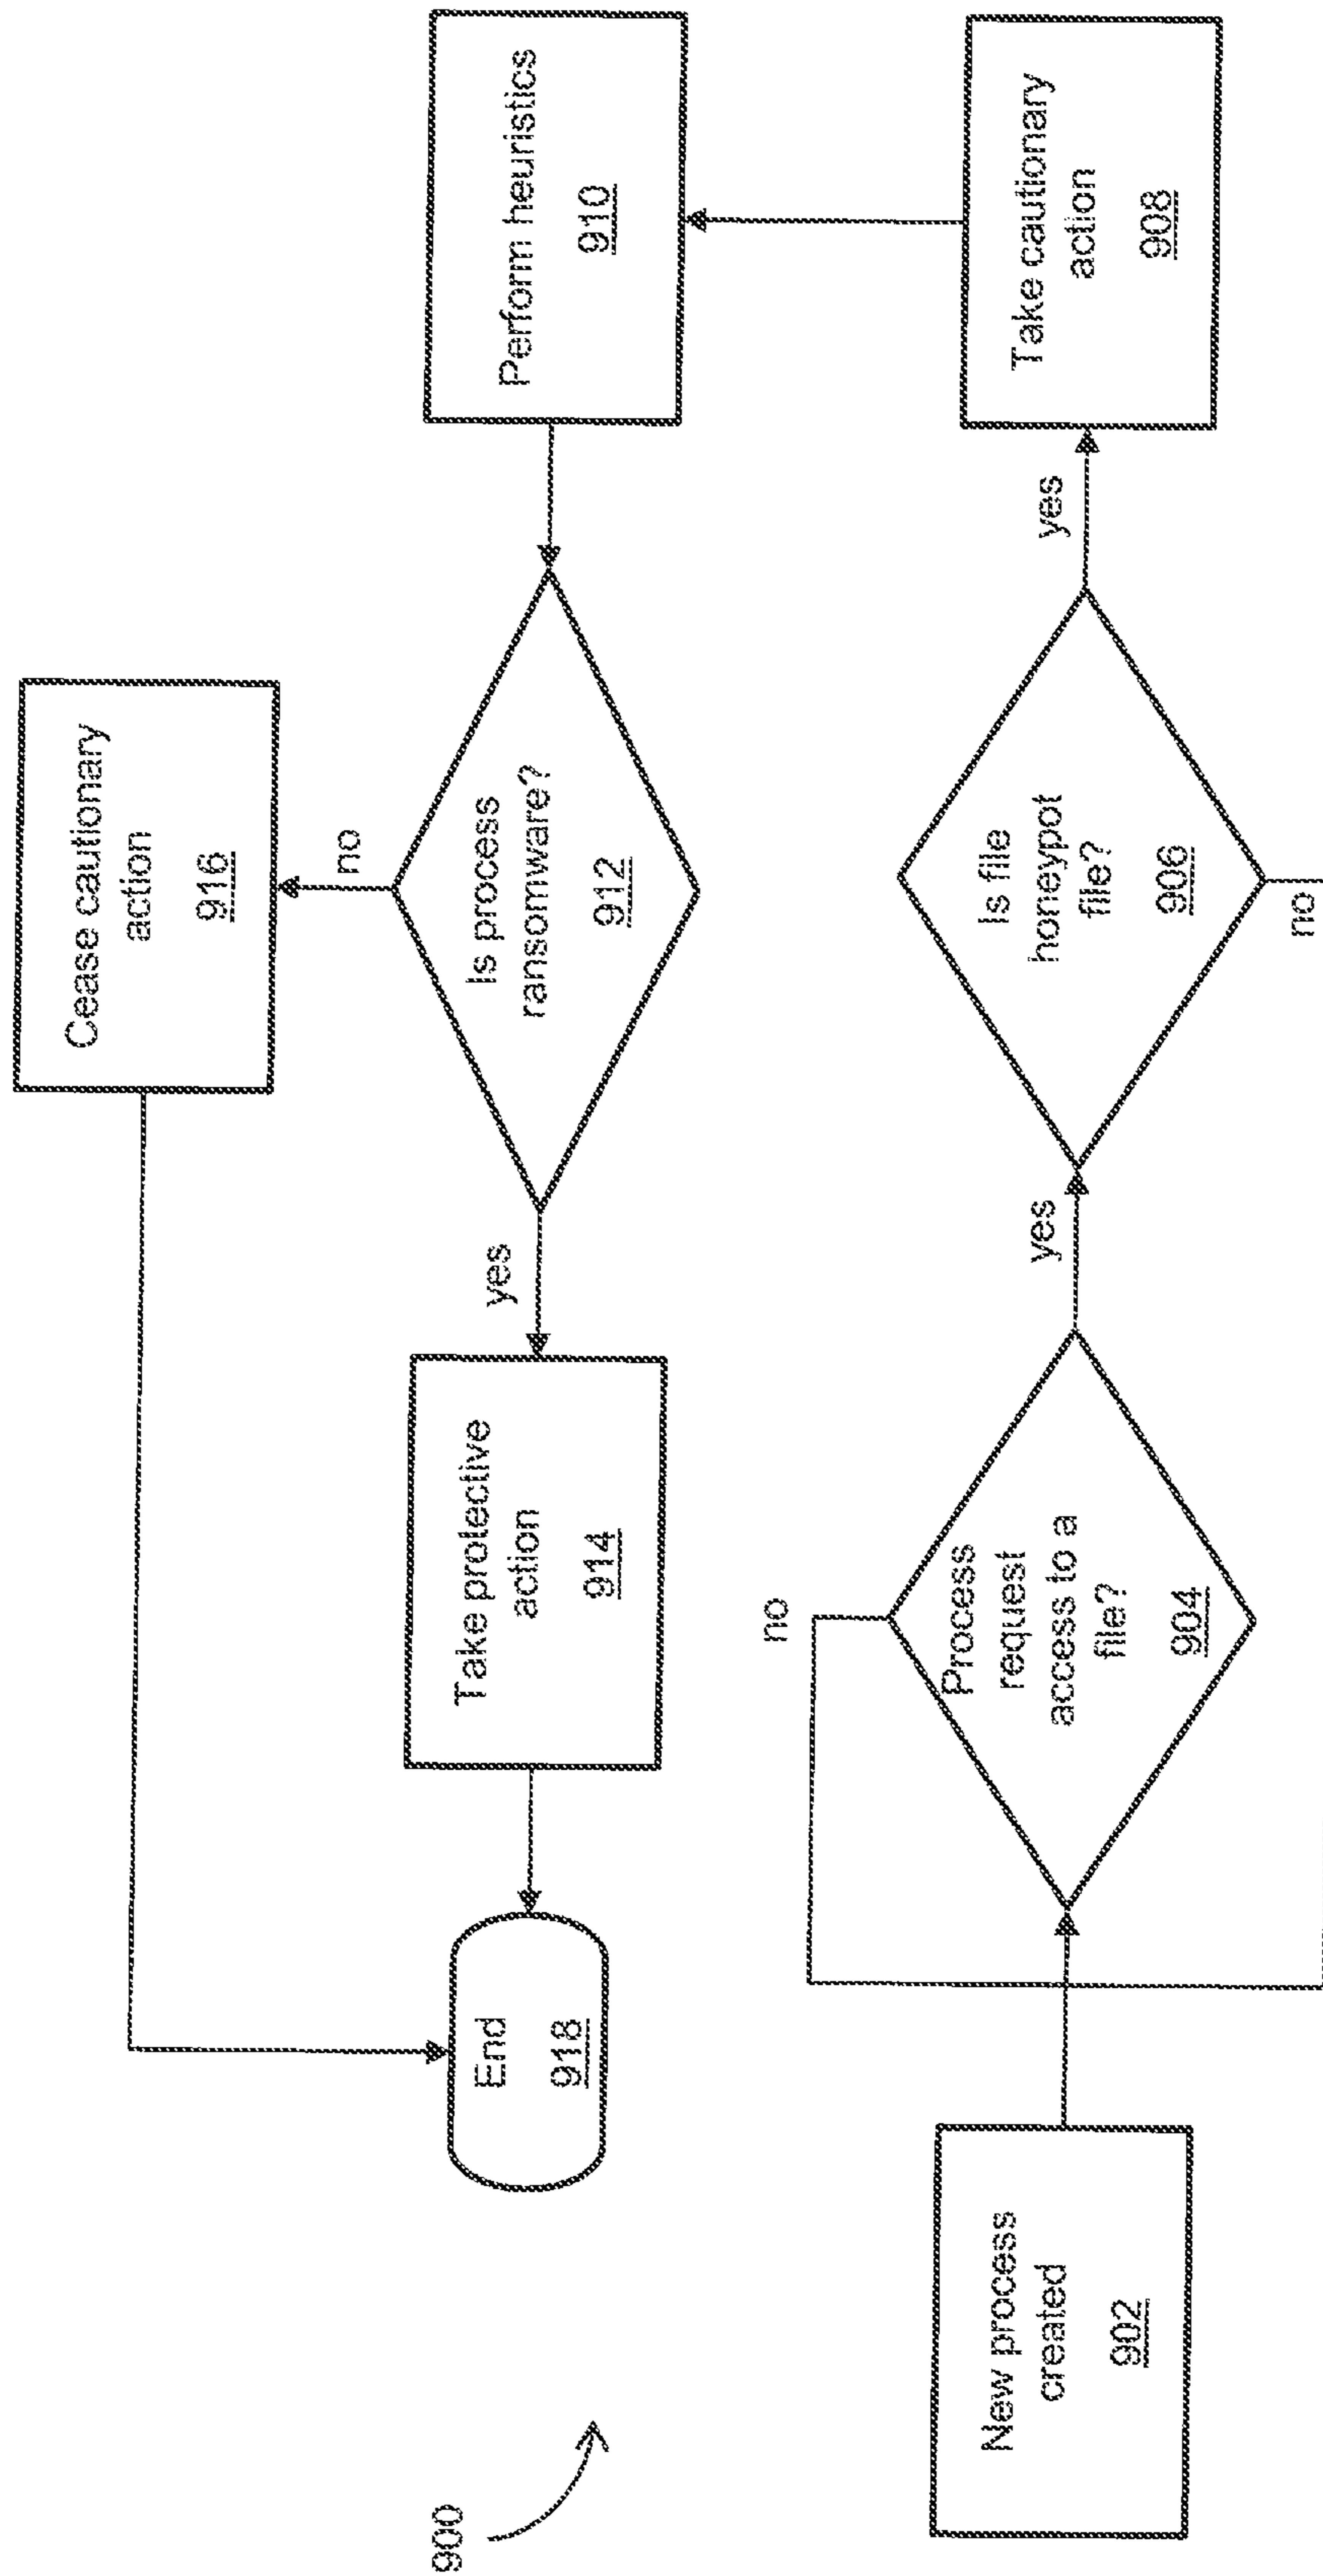 900
New process
created
902
no
Process
request
access to a
file?
904
yes
Is file
honeypot
file?
906
no
yes
Take cautionary
action
908
Perform heuristics
910
Is process
ransomware?
912
no
Cease cautionary
action
916
yes
Take protective
action
914
End
918